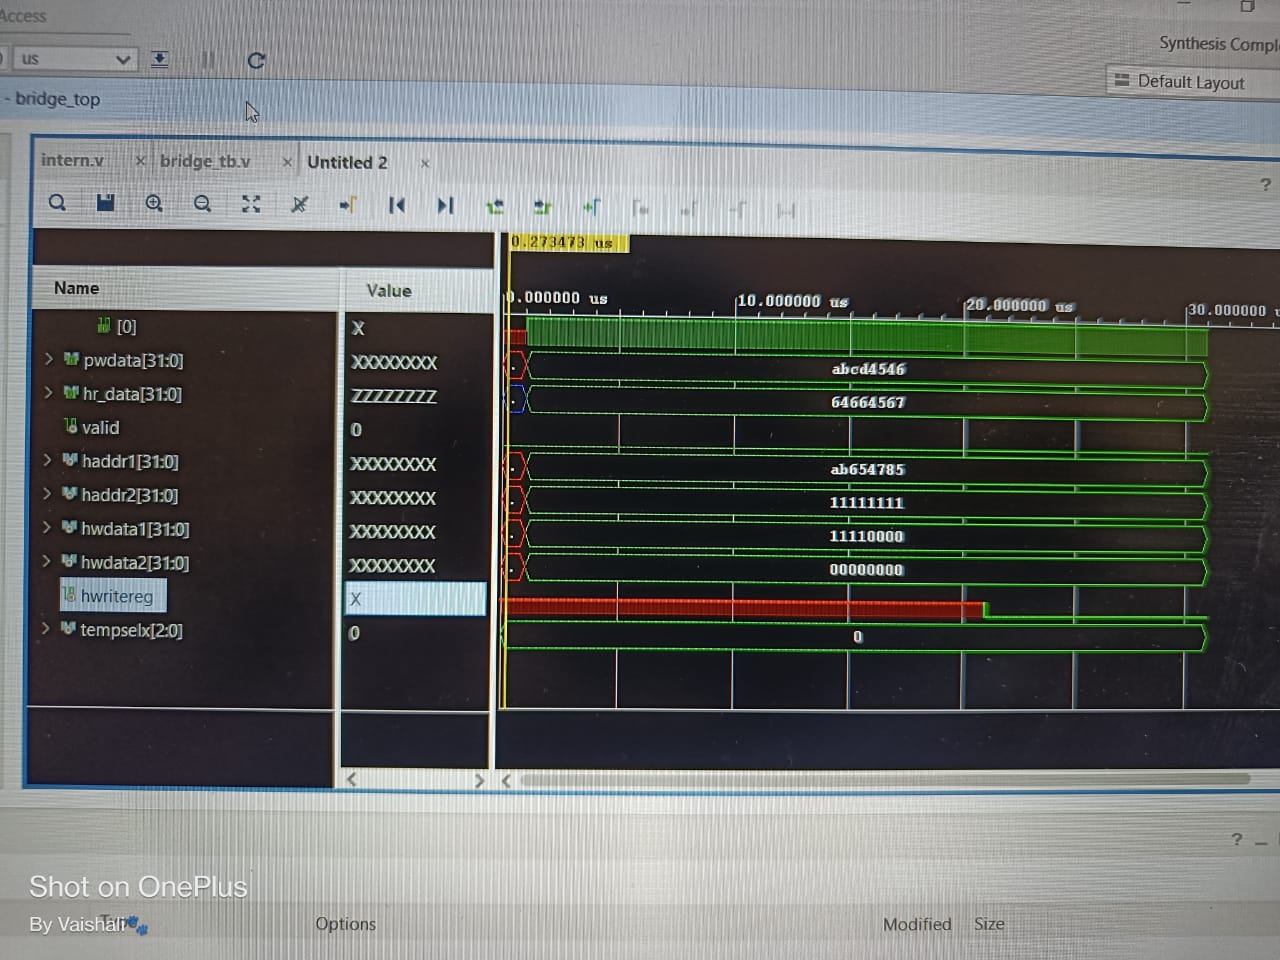 Access
us
Synthesis Compl
Default Layout
- bridge_top
intern.v × bridge_tb.v × Untitled 2 ×
?
0.273473 us
Name Value
0.000000 us 10.000000 us 20.000000 us 30.000000
[0] X
pwdata[31:0] XXXXXXXX abcd4546
hr_data[31:0] ZZZZZZZZ 64664567
valid 0
haddr1[31:0] XXXXXXXX ab654785
haddr2[31:0] XXXXXXXX 11111111
hwdata1[31:0] XXXXXXXX 11110000
hwdata2[31:0] XXXXXXXX 00000000
hwritereg X
tempselx[2:0] 0 0
?
Shot on OnePlus
By Vaishali🐾
Options Modified Size